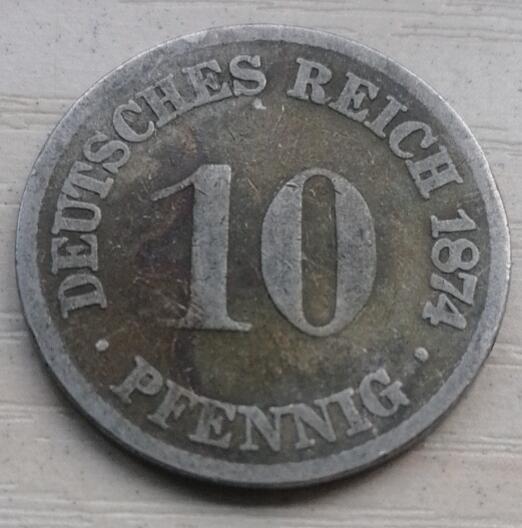 DEUTSCHES REICH 1874
10
· PFENNIG ·